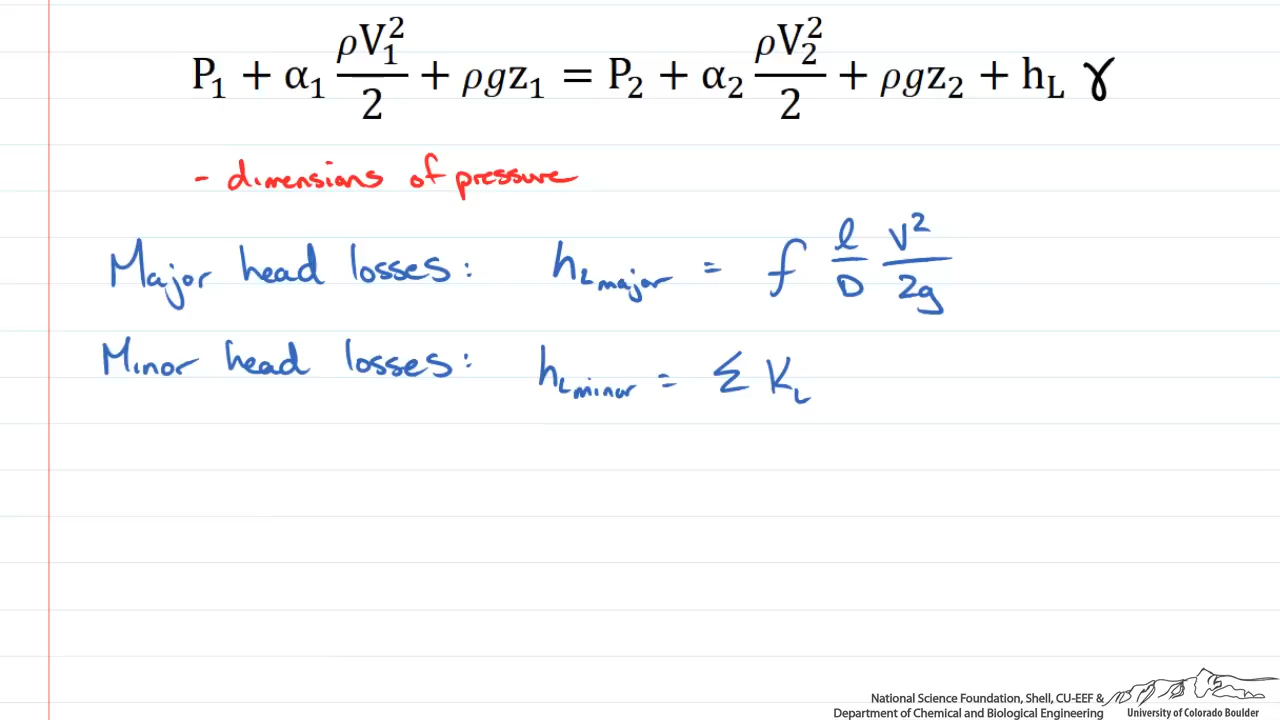 P₁ + α₁ ρV₁²/2 + ρgz₁ = P₂ + α₂ ρV₂²/2 + ρgz₂ + h_L γ
- dimensions of pressure
Major head losses: h_L major = f l/D V²/2g
Minor head losses: h_L minor = Σ K_L
National Science Foundation, Shell, CU-EEF &
Department of Chemical and Biological Engineering
University of Colorado Boulder